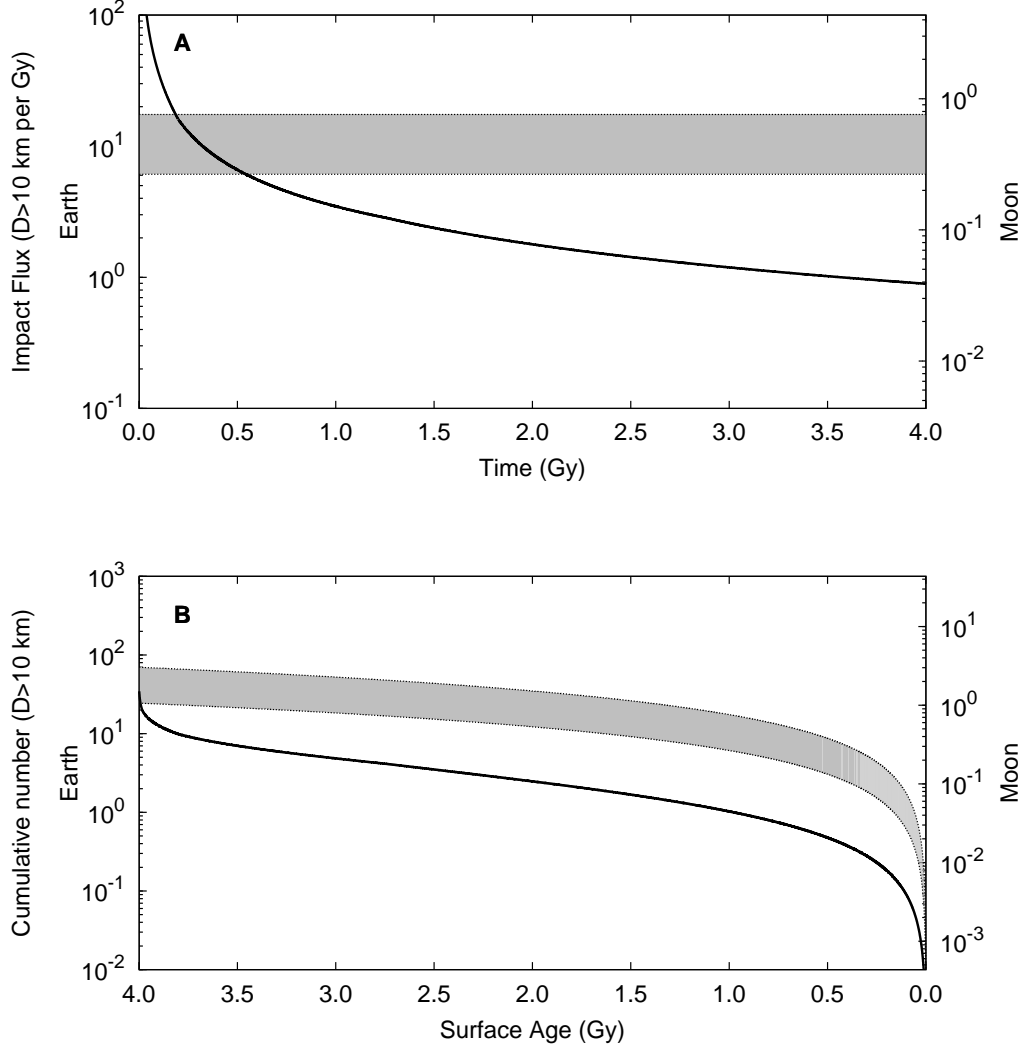 A
Impact Flux (D>10 km per Gy)
Earth
10^2
10^1
10^0
10^-1
10^0
10^-1
10^-2
Moon
0.0 0.5 1.0 1.5 2.0 2.5 3.0 3.5 4.0
Time (Gy)
B
Cumulative number (D>10 km)
Earth
10^3
10^2
10^1
10^0
10^-1
10^-2
10^1
10^0
10^-1
10^-2
10^-3
Moon
4.0 3.5 3.0 2.5 2.0 1.5 1.0 0.5 0.0
Surface Age (Gy)